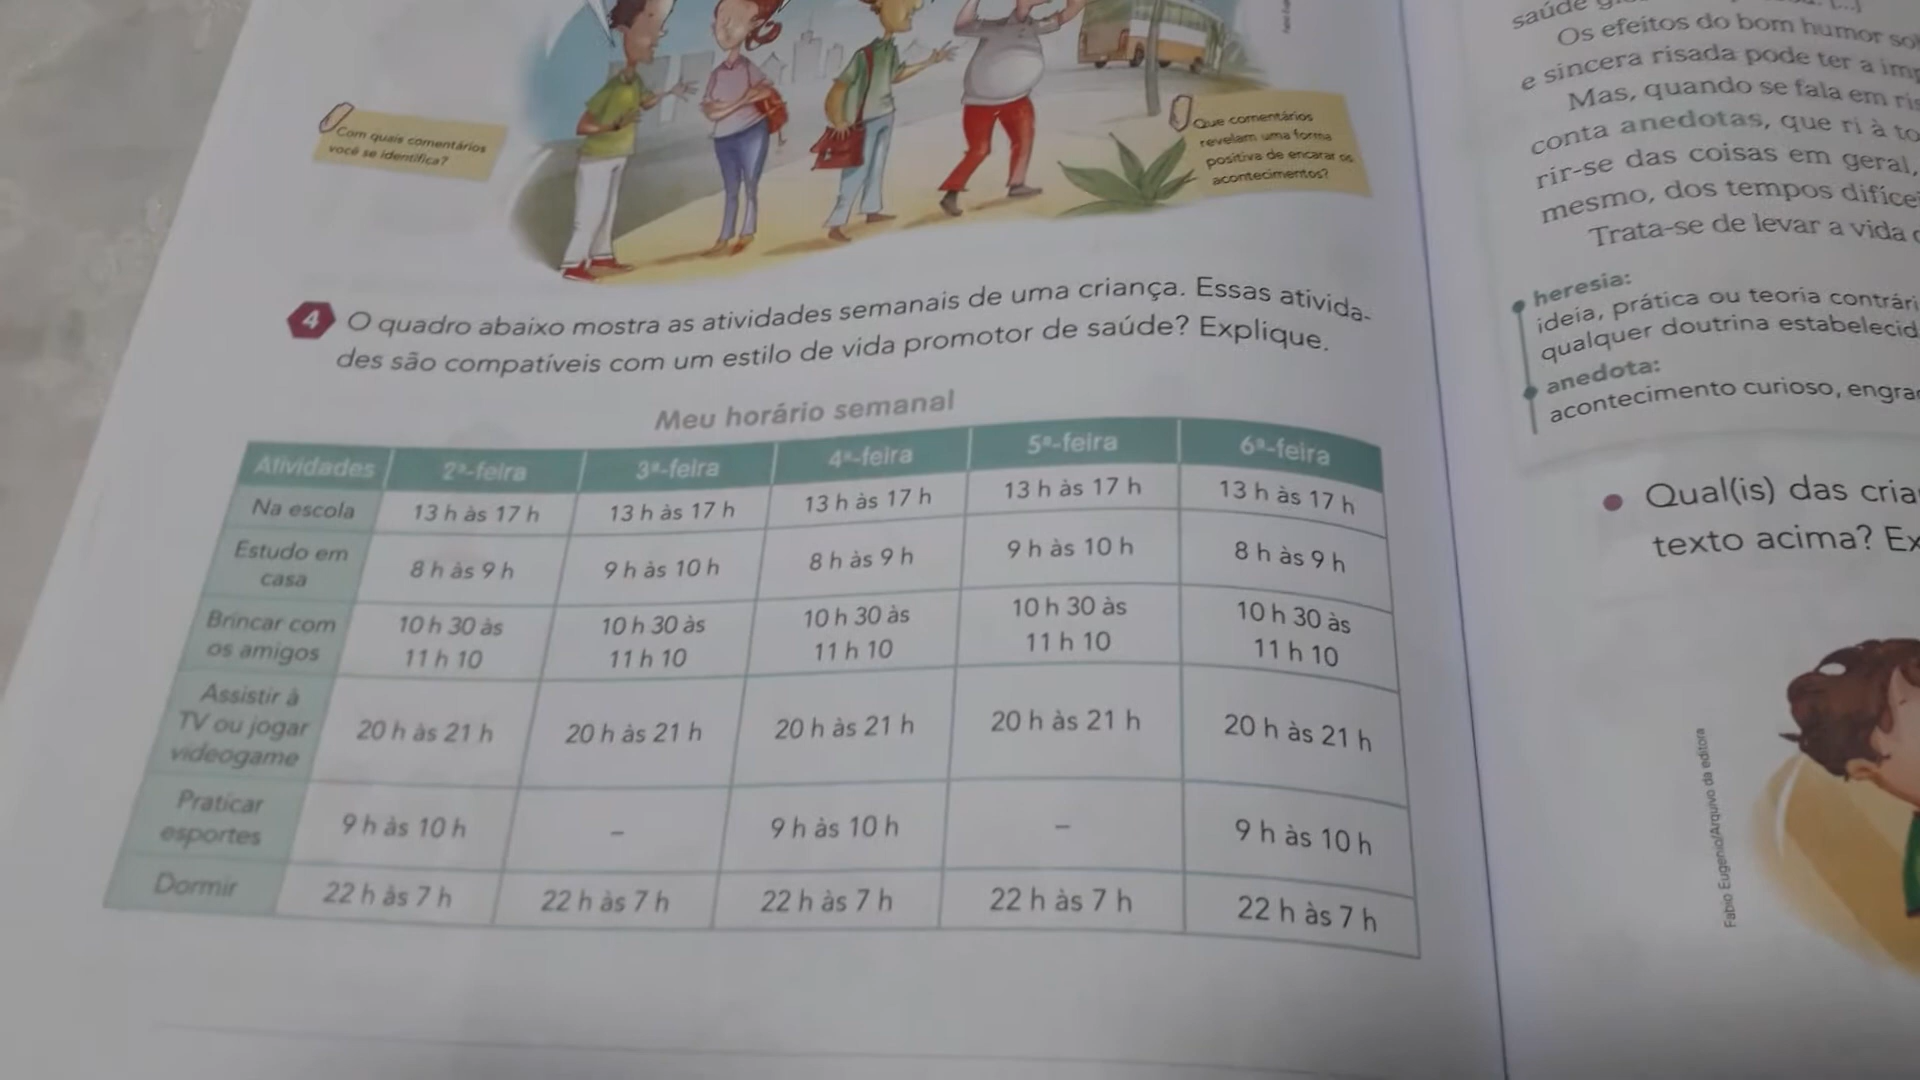 Com quais comentários
você se identifica?
Que comentários
revelam uma forma
positiva de encarar os
acontecimentos?
4 O quadro abaixo mostra as atividades semanais de uma criança. Essas ativida-
des são compatíveis com um estilo de vida promotor de saúde? Explique.
Meu horário semanal
Atividades 2ª-feira 3ª-feira 4ª-feira 5ª-feira 6ª-feira
Na escola 13 h às 17 h 13 h às 17 h 13 h às 17 h 13 h às 17 h 13 h às 17 h
Estudo em
casa
8 h às 9 h 9 h às 10 h 8 h às 9 h 9 h às 10 h 8 h às 9 h
Brincar com
os amigos
10 h 30 às 10 h 30 às 10 h 30 às 10 h 30 às 10 h 30 às
11 h 10 11 h 10 11 h 10 11 h 10 11 h 10
Assistir à
TV ou jogar
videogame
20 h às 21 h 20 h às 21 h 20 h às 21 h 20 h às 21 h 20 h às 21 h
Praticar
esportes
9 h às 10 h – 9 h às 10 h – 9 h às 10 h
Dormir 22 h às 7 h 22 h às 7 h 22 h às 7 h 22 h às 7 h 22 h às 7 h
saúde
Os efeitos do bom humor
e sincera risada pode ter a
Mas, quando se fala em
conta anedotas, que ri à
rir-se das coisas em geral,
mesmo, dos tempos
Trata-se de levar a vida
heresia:
ideia, prática ou teoria
qualquer doutrina
anedota:
acontecimento curioso,
Qual(is) das
texto acima?
Fabio Eugenio/Arquivo da editora